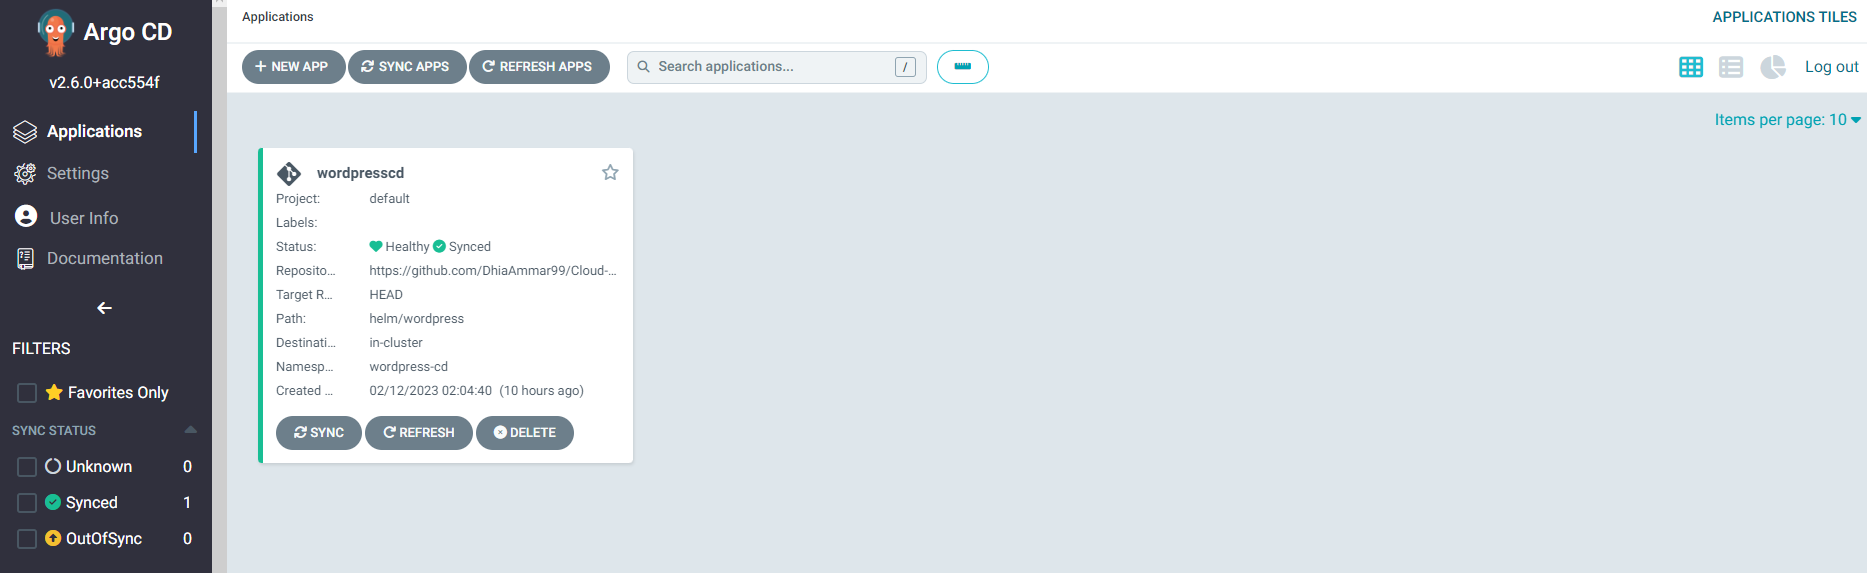 Argo CD
v2.6.0+acc554f
Applications
Settings
User Info
Documentation
FILTERS
Favorites Only
SYNC STATUS
Unknown 0
Synced 1
OutOfSync 0
Applications
APPLICATIONS TILES
NEW APP SYNC APPS REFRESH APPS Search applications... / Log out
Items per page: 10
wordpresscd
Project: default
Labels:
Status: Healthy Synced
Reposito... https://github.com/DhiaAmmar99/Cloud-...
Target R... HEAD
Path: helm/wordpress
Destinati... in-cluster
Namesp... wordpress-cd
Created ... 02/12/2023 02:04:40 (10 hours ago)
SYNC REFRESH DELETE